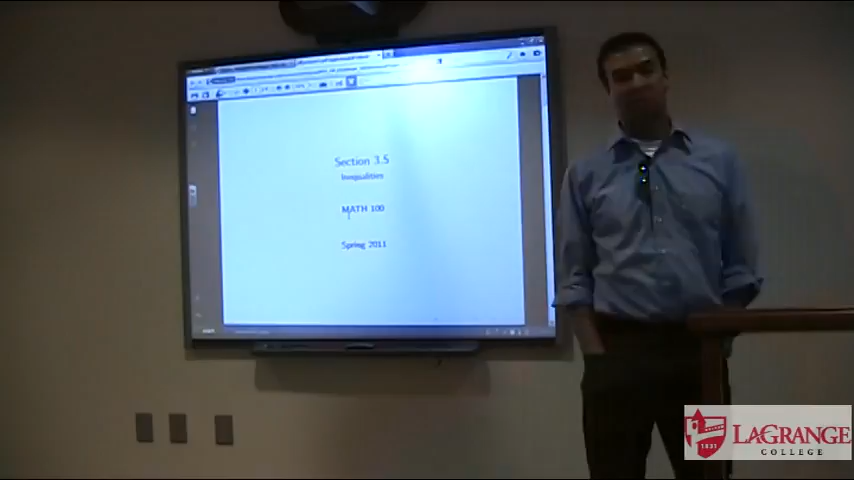 Section 3.5
Inequalities
MATH 100
Spring 2011
LAGRANGE
COLLEGE
1831